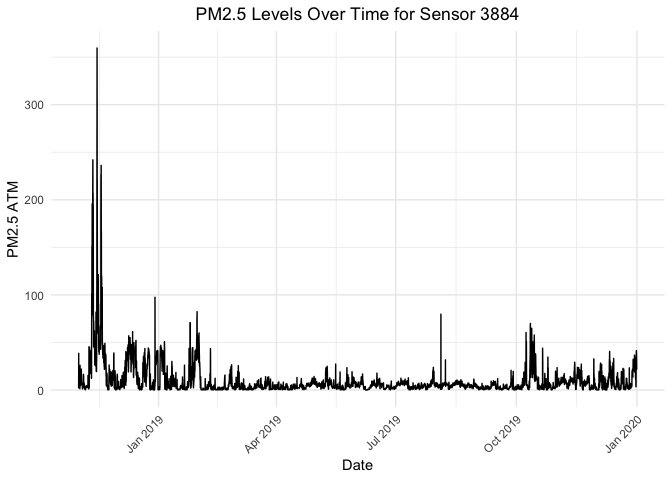 PM2.5 Levels Over Time for Sensor 3884
PM2.5 ATM
300
200
100
0
Jan 2019
Apr 2019
Jul 2019
Oct 2019
Jan 2020
Date